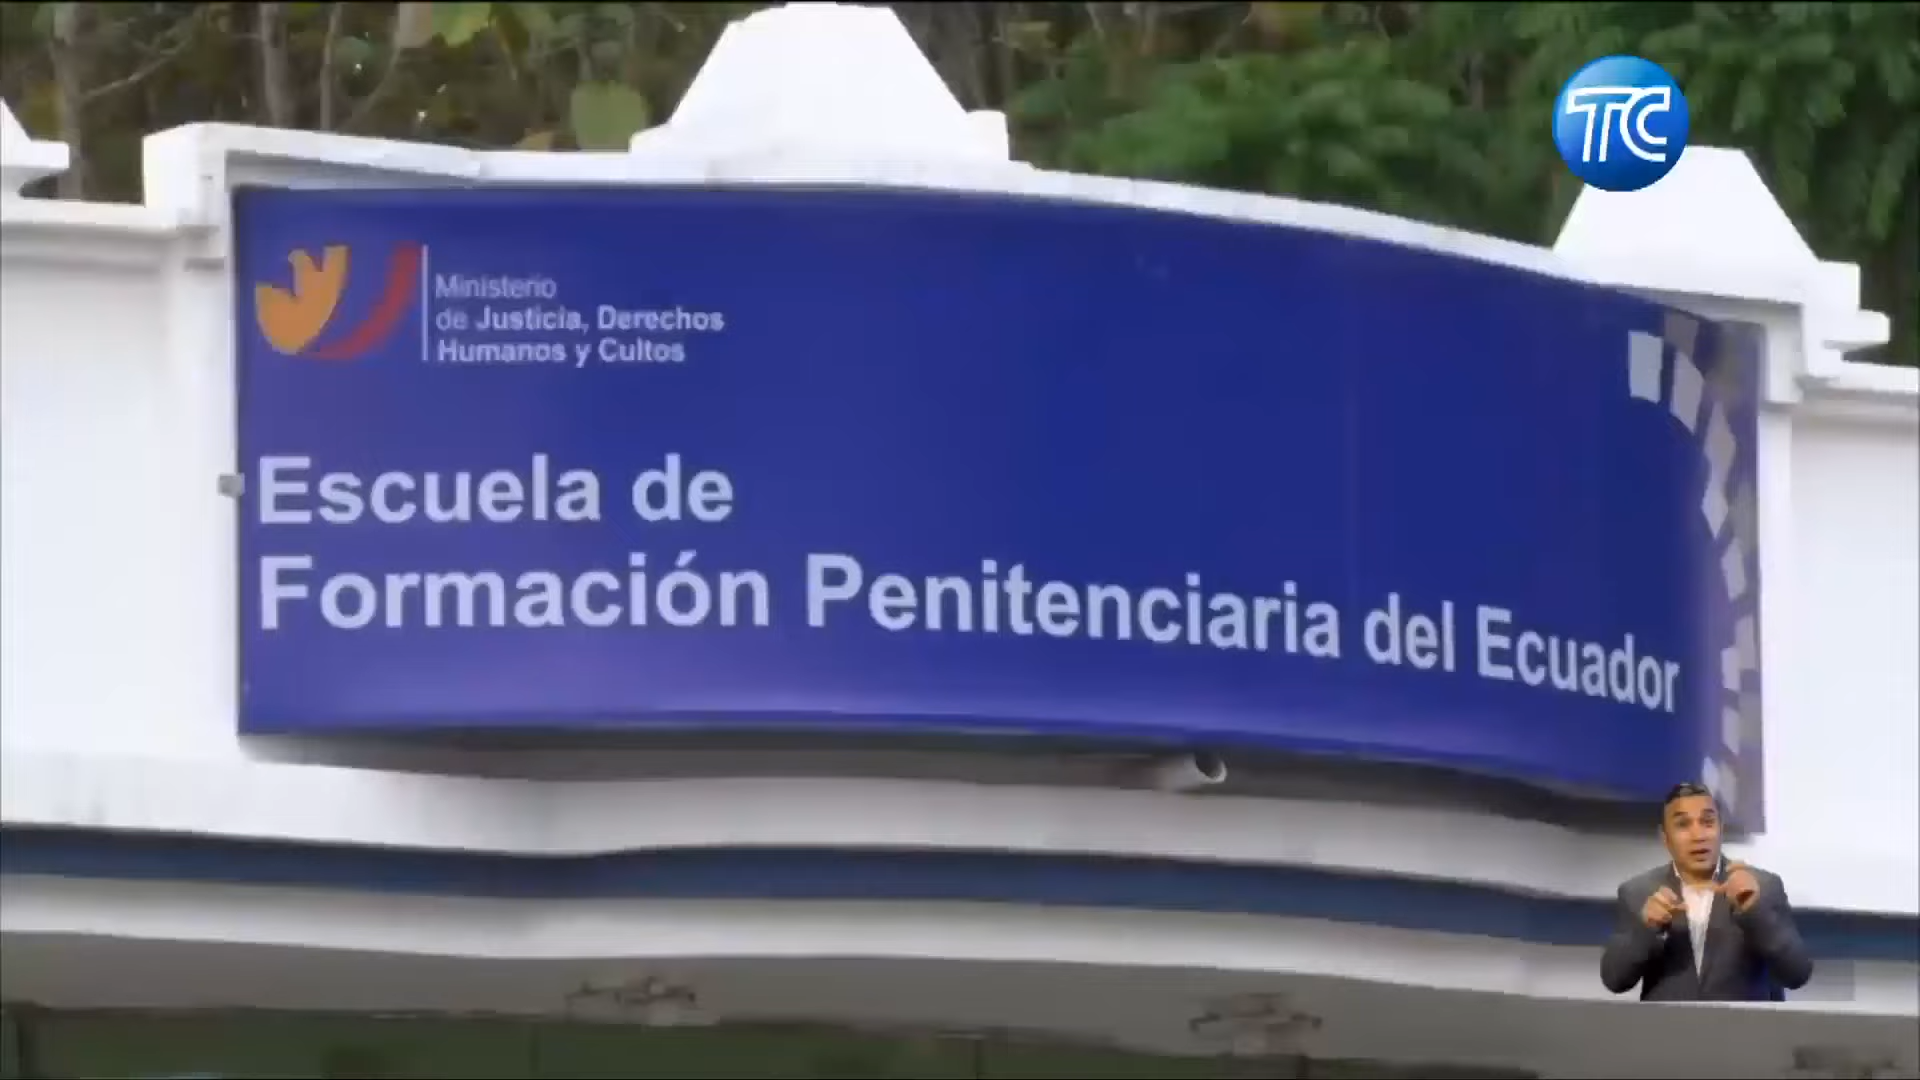 TC
Ministerio
de Justicia, Derechos
Humanos y Cultos
Escuela de
Formación Penitenciaria del Ecuador